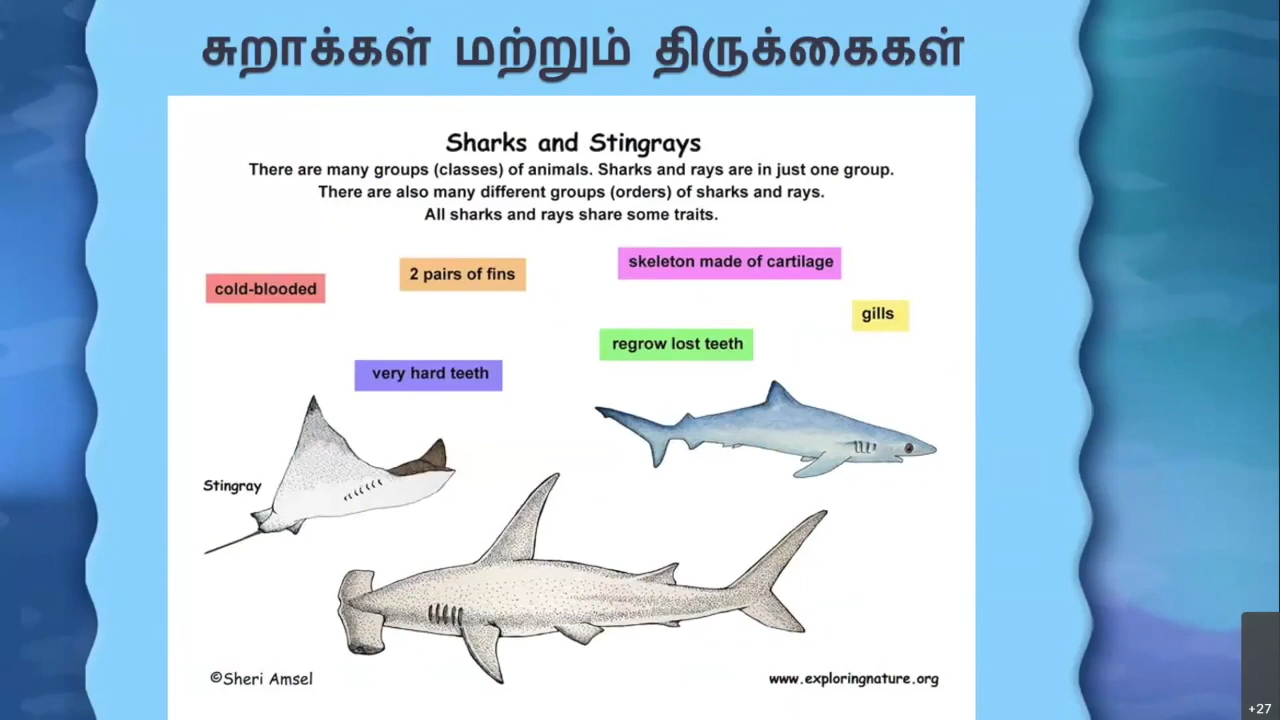 சுறாக்கள் மற்றும் திருக்கைகள்
Sharks and Stingrays
There are many groups (classes) of animals. Sharks and rays are in just one group.
There are also many different groups (orders) of sharks and rays.
All sharks and rays share some traits.
skeleton made of cartilage
2 pairs of fins
cold-blooded
gills
regrow lost teeth
very hard teeth
Stingray
©Sheri Amsel
www.exploringnature.org
+27